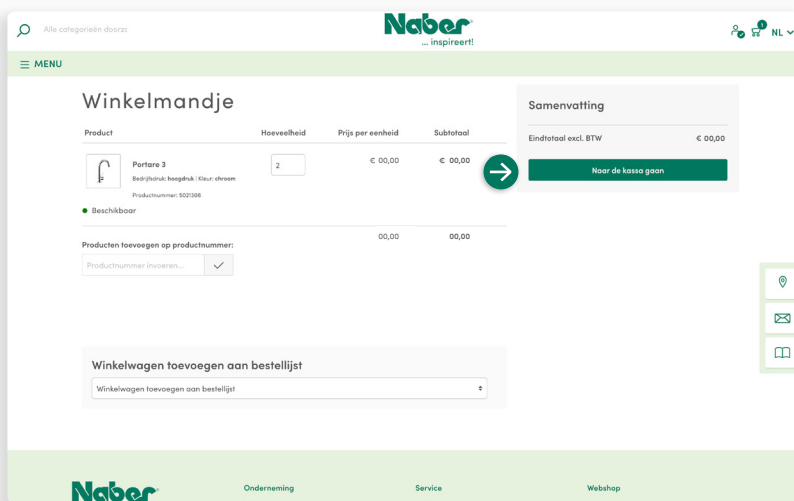 Alle categorieën doorzo
Naber
... inspireert!
1
NL
MENU
Winkelmandje
Product
Hoeveelheid
Prijs per eenheid
Subtotaal
Portare 3
Bedrijfsdruk: hoogdruk | Kleur: chroom
Productnummer: 5021306
2
€ 00,00
€ 00,00
Beschikbaar
Producten toevoegen op productnummer:
00,00
00,00
Productnummer invoeren...
Samenvatting
Eindtotaal excl. BTW
€ 00,00
Naar de kassa gaan
Winkelwagen toevoegen aan bestellijst
Winkelwagen toevoegen aan bestellijst
Naber
Onderneming
Service
Webshop